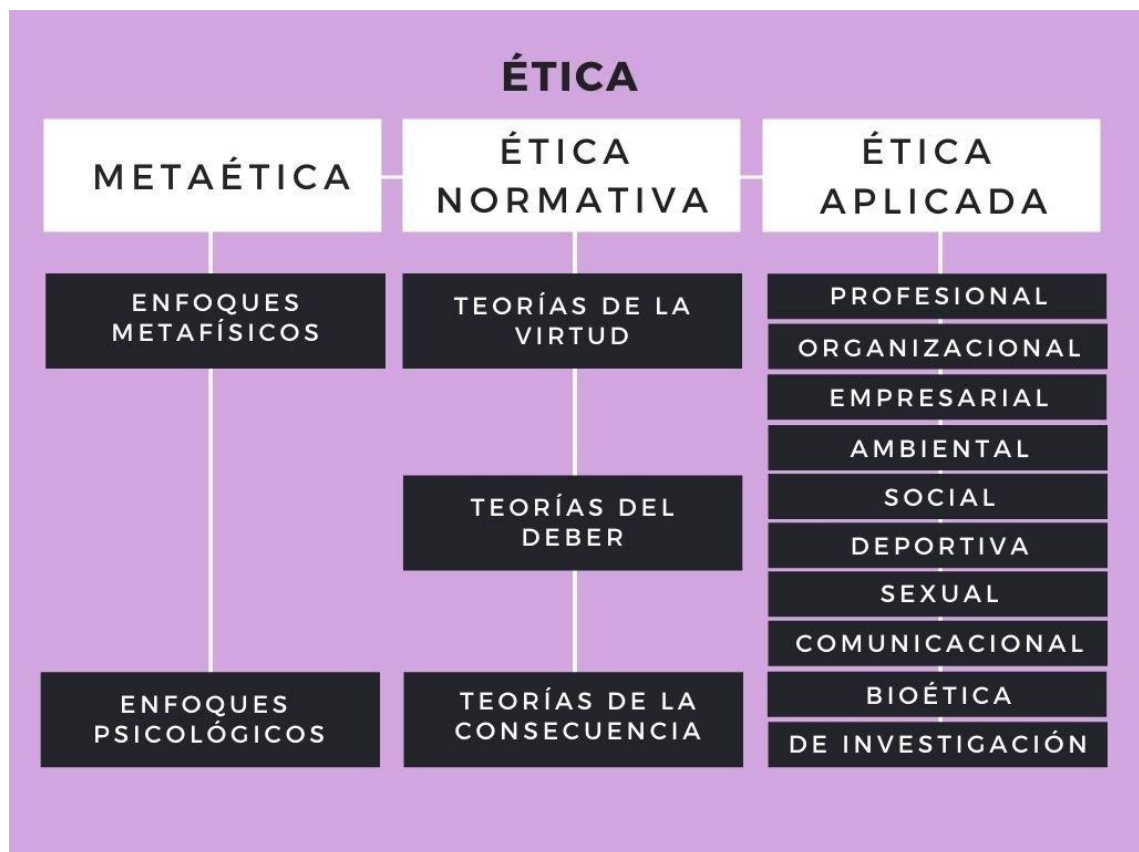 ÉTICA
METAÉTICA
ENFOQUES
METAFÍSICOS
ENFOQUES
PSICOLÓGICOS
ÉTICA
NORMATIVA
TEORÍAS DE LA
VIRTUD
TEORÍAS DEL
DEBER
TEORÍAS DE LA
CONSECUENCIA
ÉTICA
APLICADA
PROFESIONAL
ORGANIZACIONAL
EMPRESARIAL
AMBIENTAL
SOCIAL
DEPORTIVA
SEXUAL
COMUNICACIONAL
BIOÉTICA
DE INVESTIGACIÓN